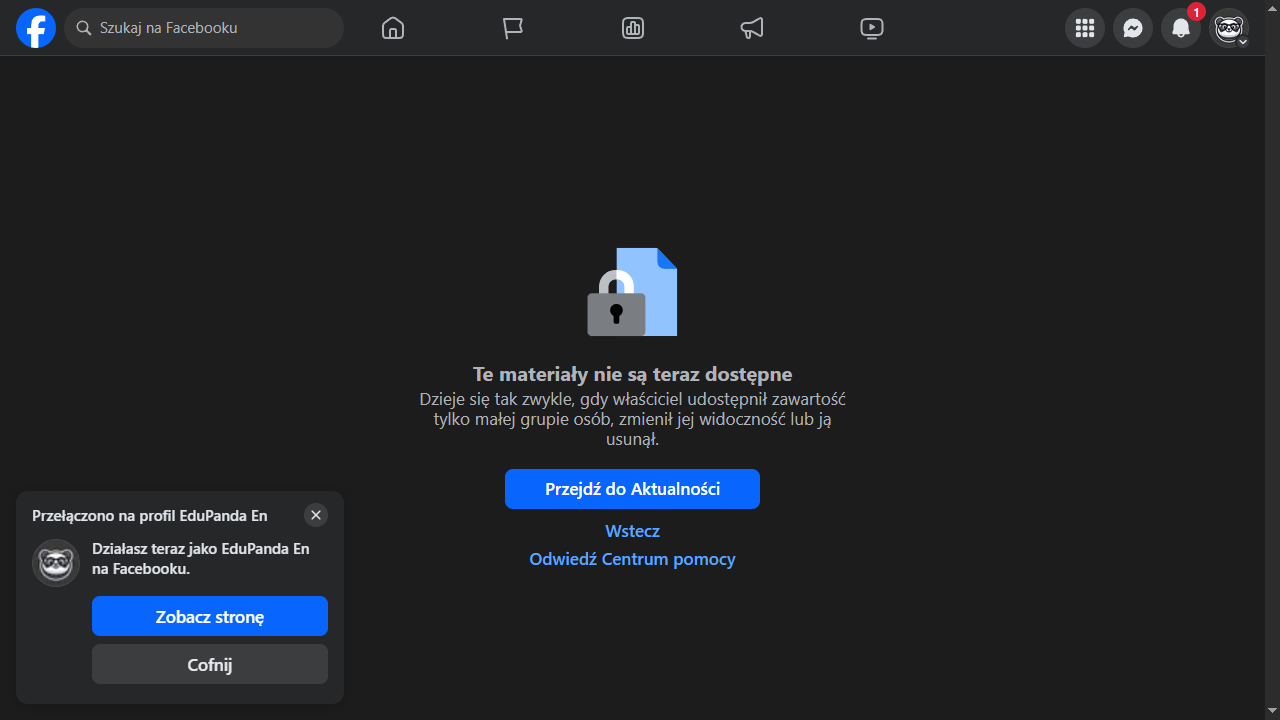 Szukaj na Facebooku
1
Te materiały nie są teraz dostępne
Dzieje się tak zwykle, gdy właściciel udostępnił zawartość
tylko małej grupie osób, zmienił jej widoczność lub ją
usunął.
Przejdź do Aktualności
Wstecz
Odwiedź Centrum pomocy
Przełączono na profil EduPanda En
Działasz teraz jako EduPanda En
na Facebooku.
Zobacz stronę
Cofnij